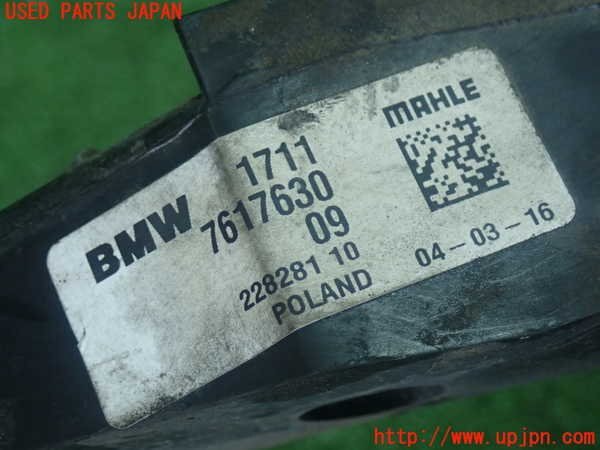 USED PARTS JAPAN
MAHLE
BMW
1711
7617630
09
228281 10
POLAND
04-03-16
http://www.upjpn.com/